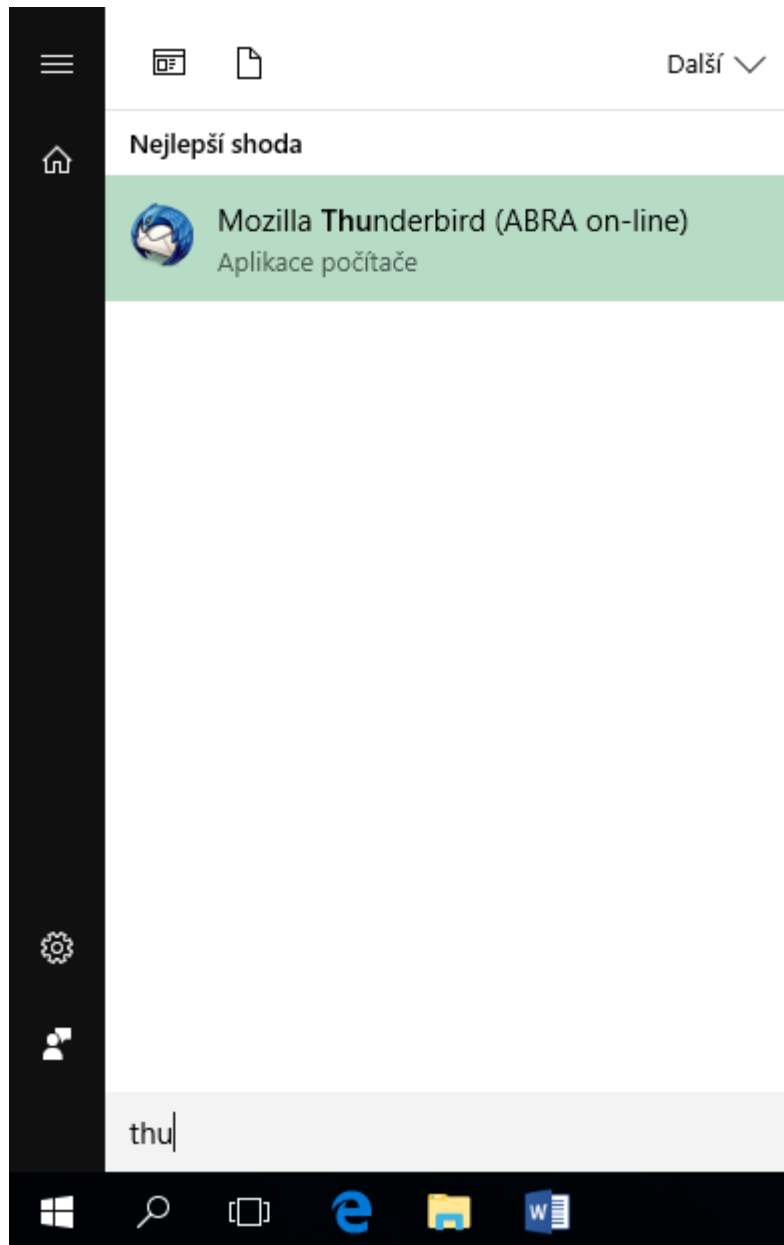 Další
Nejlepší shoda
Mozilla Thunderbird (ABRA on-line)
Aplikace počítače
thu